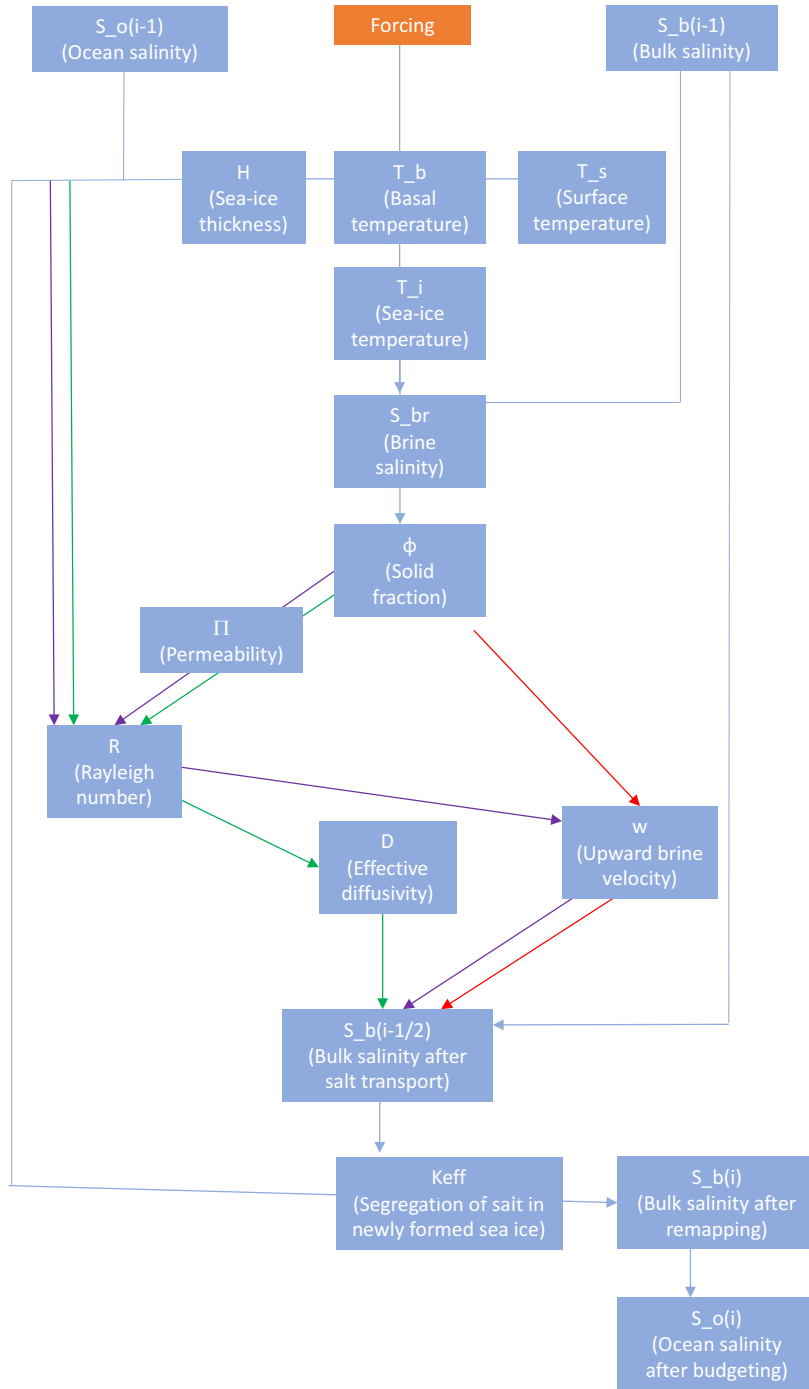 S_o(i-1)
(Ocean salinity)
Forcing
S_b(i-1)
(Bulk salinity)
H
(Sea-ice
thickness)
T_b
(Basal
temperature)
T_s
(Surface
temperature)
T_i
(Sea-ice
temperature)
S_br
(Brine
salinity)
ϕ
(Solid
fraction)
Π
(Permeability)
R
(Rayleigh
number)
D
(Effective
diffusivity)
w
(Upward brine
velocity)
S_b(i-1/2)
(Bulk salinity after
salt transport)
Keff
(Segregation of salt in
newly formed sea ice)
S_b(i)
(Bulk salinity after
remapping)
S_o(i)
(Ocean salinity
after budgeting)